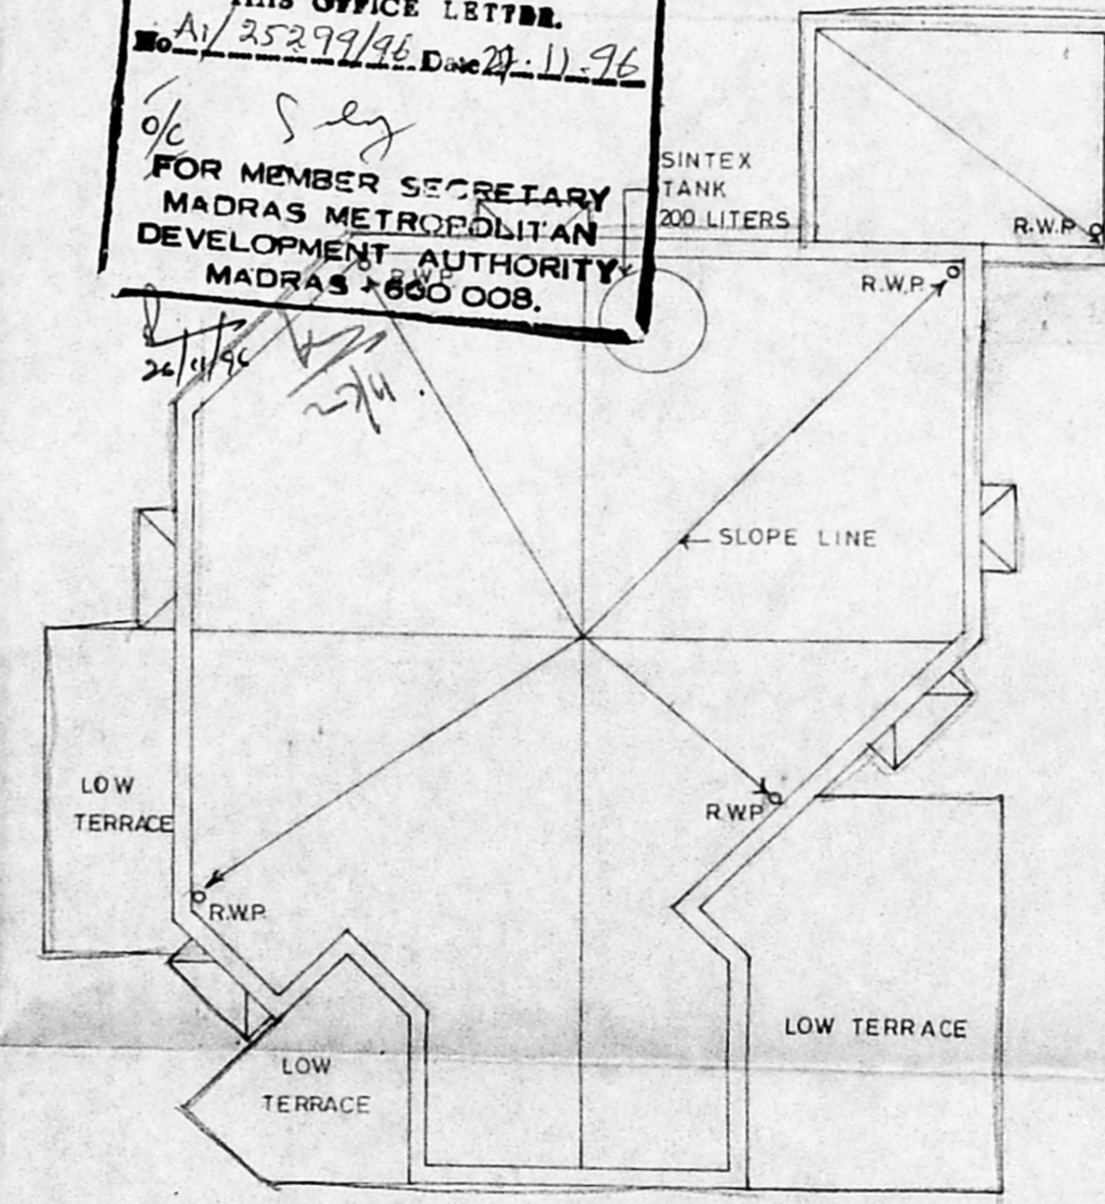 THIS OFFICE LETTER.
No A1/25299/96 Date 27.11.96
O/C
FOR MEMBER SECRETARY
MADRAS METROPOLITAN
DEVELOPMENT AUTHORITY
MADRAS - 600 008.
26/11/96
SINTEX
TANK
200 LITERS
R.W.P
R.W.P.
R.W.P.
SLOPE LINE
LOW
TERRACE
R.W.P
R.W.P.
LOW TERRACE
LOW
TERRACE